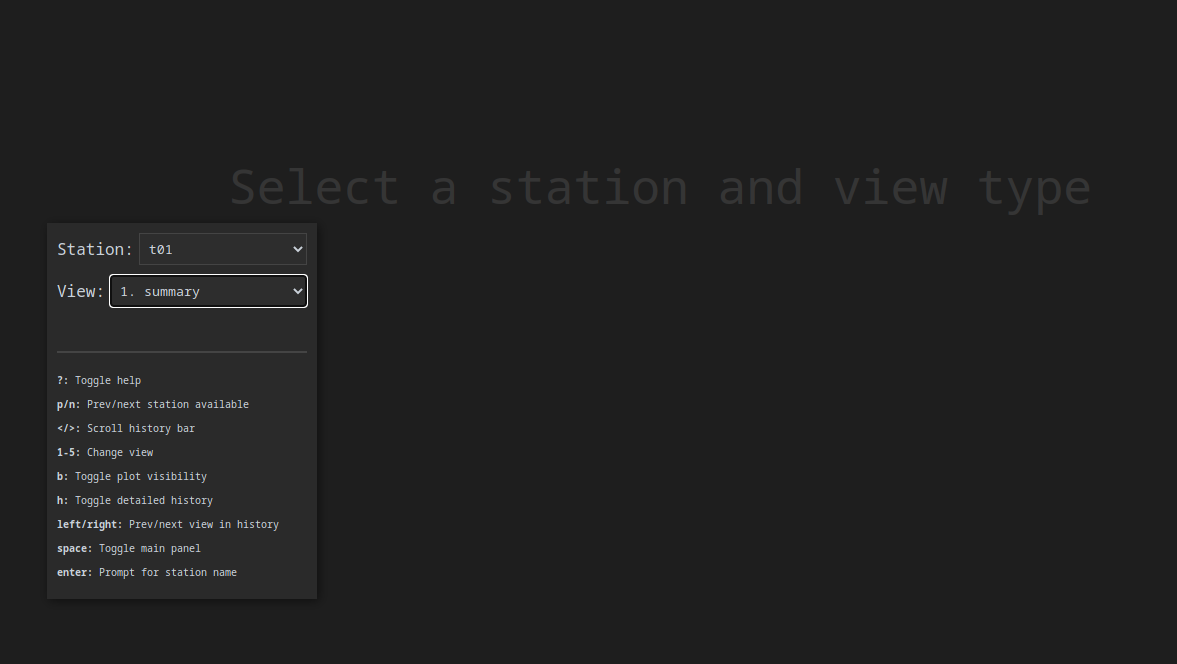 Select a station and view type
Station: t01
View: 1. summary
?: Toggle help
p/n: Prev/next station available
</>: Scroll history bar
1-5: Change view
b: Toggle plot visibility
h: Toggle detailed history
left/right: Prev/next view in history
space: Toggle main panel
enter: Prompt for station name